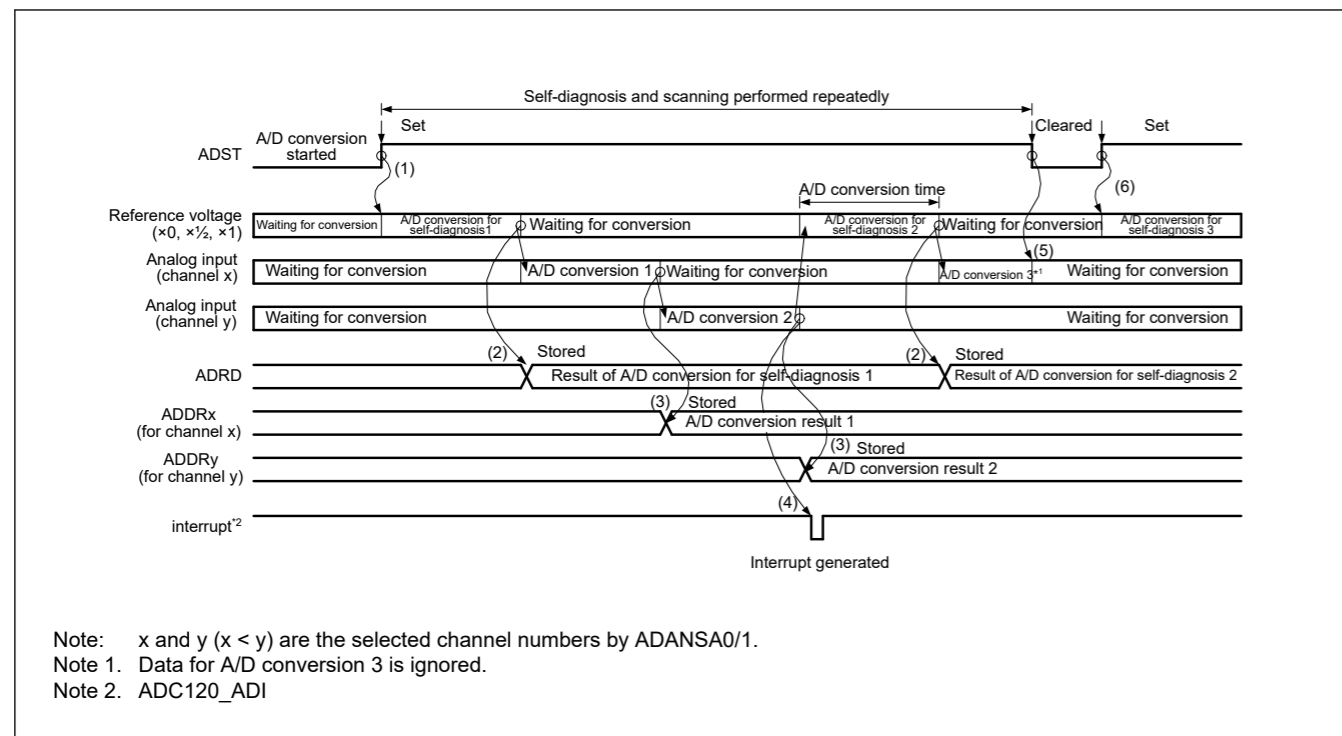 Self-diagnosis and scanning performed repeatedly
A/D conversion
started
Set
Cleared
Set
ADST
(1)
A/D conversion time
(6)
Reference voltage
(×0, ×½, ×1)
Waiting for conversion
A/D conversion for
self-diagnosis1
Waiting for conversion
A/D conversion for
self-diagnosis 2
Waiting for conversion
A/D conversion for
self-diagnosis 3
(5)
Analog input
(channel x)
Waiting for conversion
A/D conversion 1
Waiting for conversion
A/D conversion 3*1
Waiting for conversion
Analog input
(channel y)
Waiting for conversion
A/D conversion 2
Waiting for conversion
(2)
Stored
(2)
Stored
ADRD
Result of A/D conversion for self-diagnosis 1
Result of A/D conversion for self-diagnosis 2
(3)
Stored
ADDRx
(for channel x)
A/D conversion result 1
(3)
Stored
ADDRy
(for channel y)
A/D conversion result 2
(4)
interrupt*2
Interrupt generated
Note: x and y (x < y) are the selected channel numbers by ADANSA0/1.
Note 1. Data for A/D conversion 3 is ignored.
Note 2. ADC120_ADI